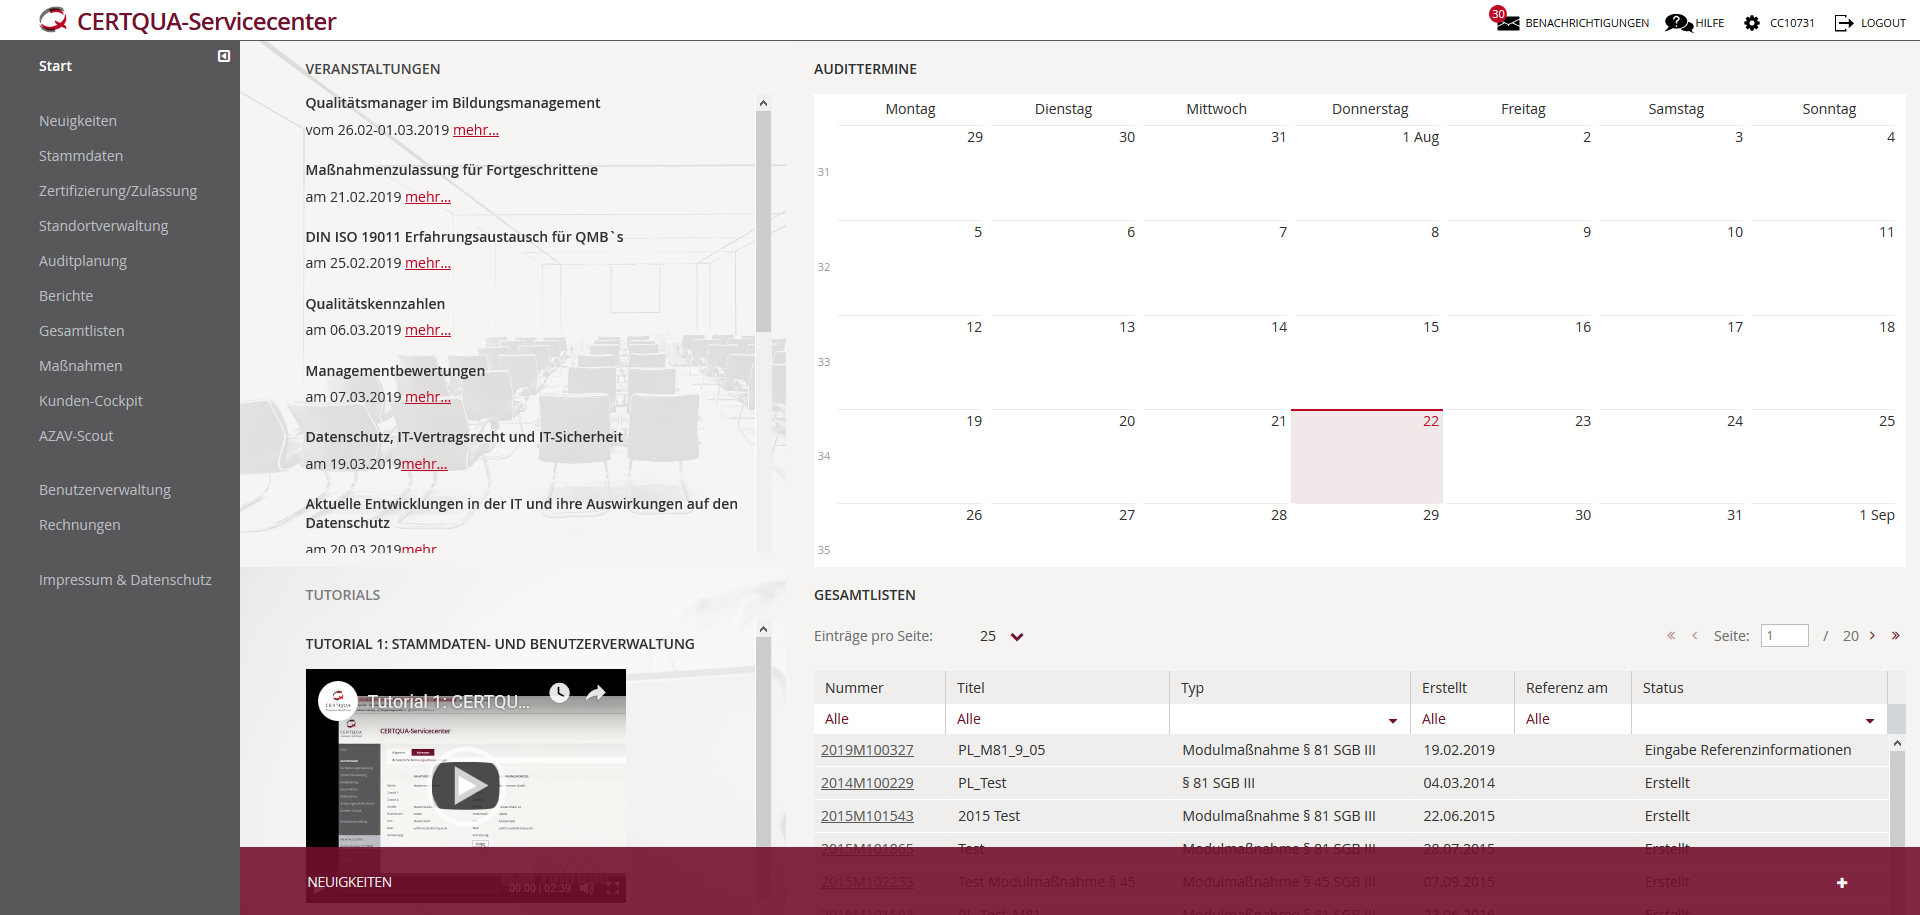 CERTQUA-Servicecenter
30 BENACHRICHTIGUNGEN HILFE CC10731 LOGOUT
Start
Neuigkeiten
Stammdaten
Zertifizierung/Zulassung
Standortverwaltung
Auditplanung
Berichte
Gesamtlisten
Maßnahmen
Kunden-Cockpit
AZAV-Scout
Benutzerverwaltung
Rechnungen
Impressum & Datenschutz
VERANSTALTUNGEN
Qualitätsmanager im Bildungsmanagement
vom 26.02-01.03.2019 mehr...
Maßnahmenzulassung für Fortgeschrittene
am 21.02.2019 mehr...
DIN ISO 19011 Erfahrungsaustausch für QMB`s
am 25.02.2019 mehr...
Qualitätskennzahlen
am 06.03.2019 mehr...
Managementbewertungen
am 07.03.2019 mehr...
Datenschutz, IT-Vertragsrecht und IT-Sicherheit
am 19.03.2019mehr...
Aktuelle Entwicklungen in der IT und ihre Auswirkungen auf den
Datenschutz
am 20.03.2019mehr
TUTORIALS
TUTORIAL 1: STAMMDATEN- UND BENUTZERVERWALTUNG
Tutorial 1: CERTQU...
CERTQUA-Servicecenter
00:00 | 02:39
AUDITTERMINE
Montag Dienstag Mittwoch Donnerstag Freitag Samstag Sonntag
29 30 31 1 Aug 2 3 4
31
5 6 7 8 9 10 11
32
12 13 14 15 16 17 18
33
19 20 21 22 23 24 25
34
26 27 28 29 30 31 1 Sep
35
GESAMTLISTEN
Einträge pro Seite: 25 « ‹ Seite: 1 / 20 › »
Nummer Titel Typ Erstellt Referenz am Status
Alle Alle Alle Alle
2019M100327 PL_M81_9_05 Modulmaßnahme § 81 SGB III 19.02.2019 Eingabe Referenzinformationen
2014M100229 PL_Test § 81 SGB III 04.03.2014 Erstellt
2015M101543 2015 Test Modulmaßnahme § 81 SGB III 22.06.2015 Erstellt
2015M101865 Test Modulmaßnahme § 81 SGB III 28.07.2015 Erstellt
2015M102233 Test Modulmaßnahme § 45 Modulmaßnahme § 45 SGB III 07.09.2015 Erstellt
NEUIGKEITEN